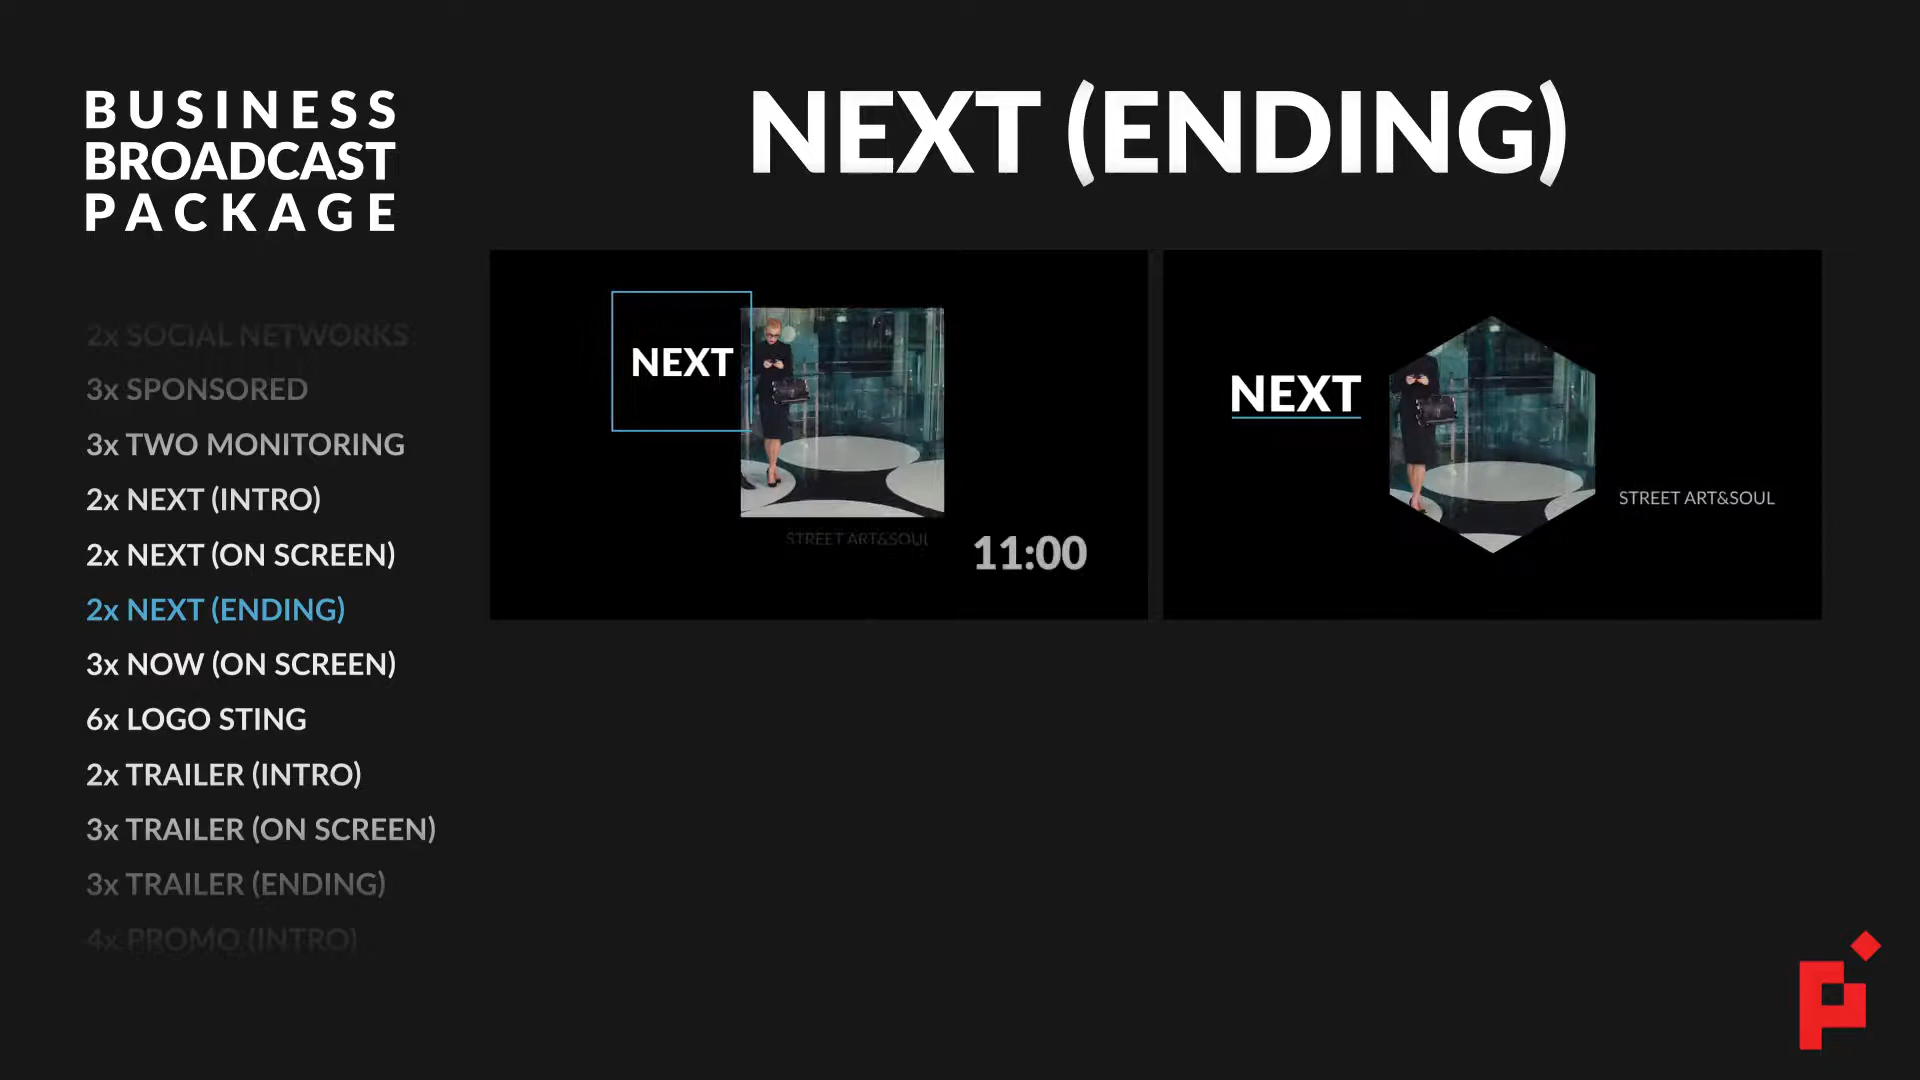 BUSINESS
BROADCAST
PACKAGE
2x SOCIAL NETWORKS
3x SPONSORED
3x TWO MONITORING
2x NEXT (INTRO)
2x NEXT (ON SCREEN)
2x NEXT (ENDING)
3x NOW (ON SCREEN)
6x LOGO STING
2x TRAILER (INTRO)
3x TRAILER (ON SCREEN)
3x TRAILER (ENDING)
4x PROMO (INTRO)
NEXT (ENDING)
NEXT
STREET ART&SOUL
11:00
NEXT
STREET ART&SOUL